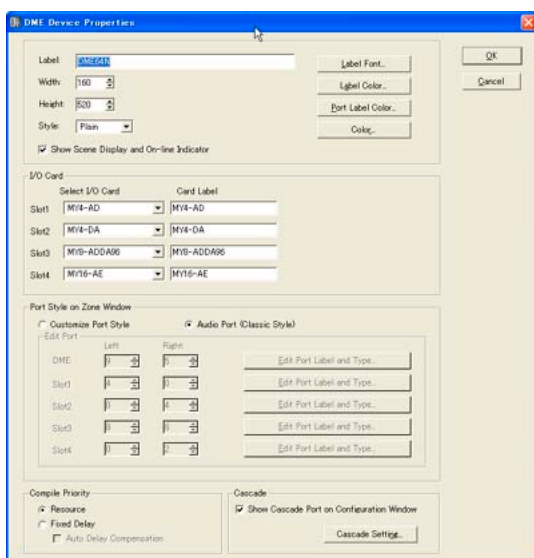 DME Device Properties
Label: DME64N
Width: 160
Height: 520
Style: Plain
Show Scene Display and On-line Indicator
Label Font...
Label Color...
Port Label Color...
Color...
OK
Cancel
I/O Card
Select I/O Card Card Label
Slot1 MY4-AD MY4-AD
Slot2 MY4-DA MY4-DA
Slot3 MY8-ADDA96 MY8-ADDA96
Slot4 MY16-AE MY16-AE
Port Style on Zone Window
Customize Port Style Audio Port (Classic Style)
Edit Port
Left Right
DME Edit Port Label and Type...
Slot1 4 0 Edit Port Label and Type...
Slot2 0 4 Edit Port Label and Type...
Slot3 8 8 Edit Port Label and Type...
Slot4 Edit Port Label and Type...
Compile Priority
Resource
Fixed Delay
Auto Delay Compensation
Cascade
Show Cascade Port on Configuration Window
Cascade Setting...